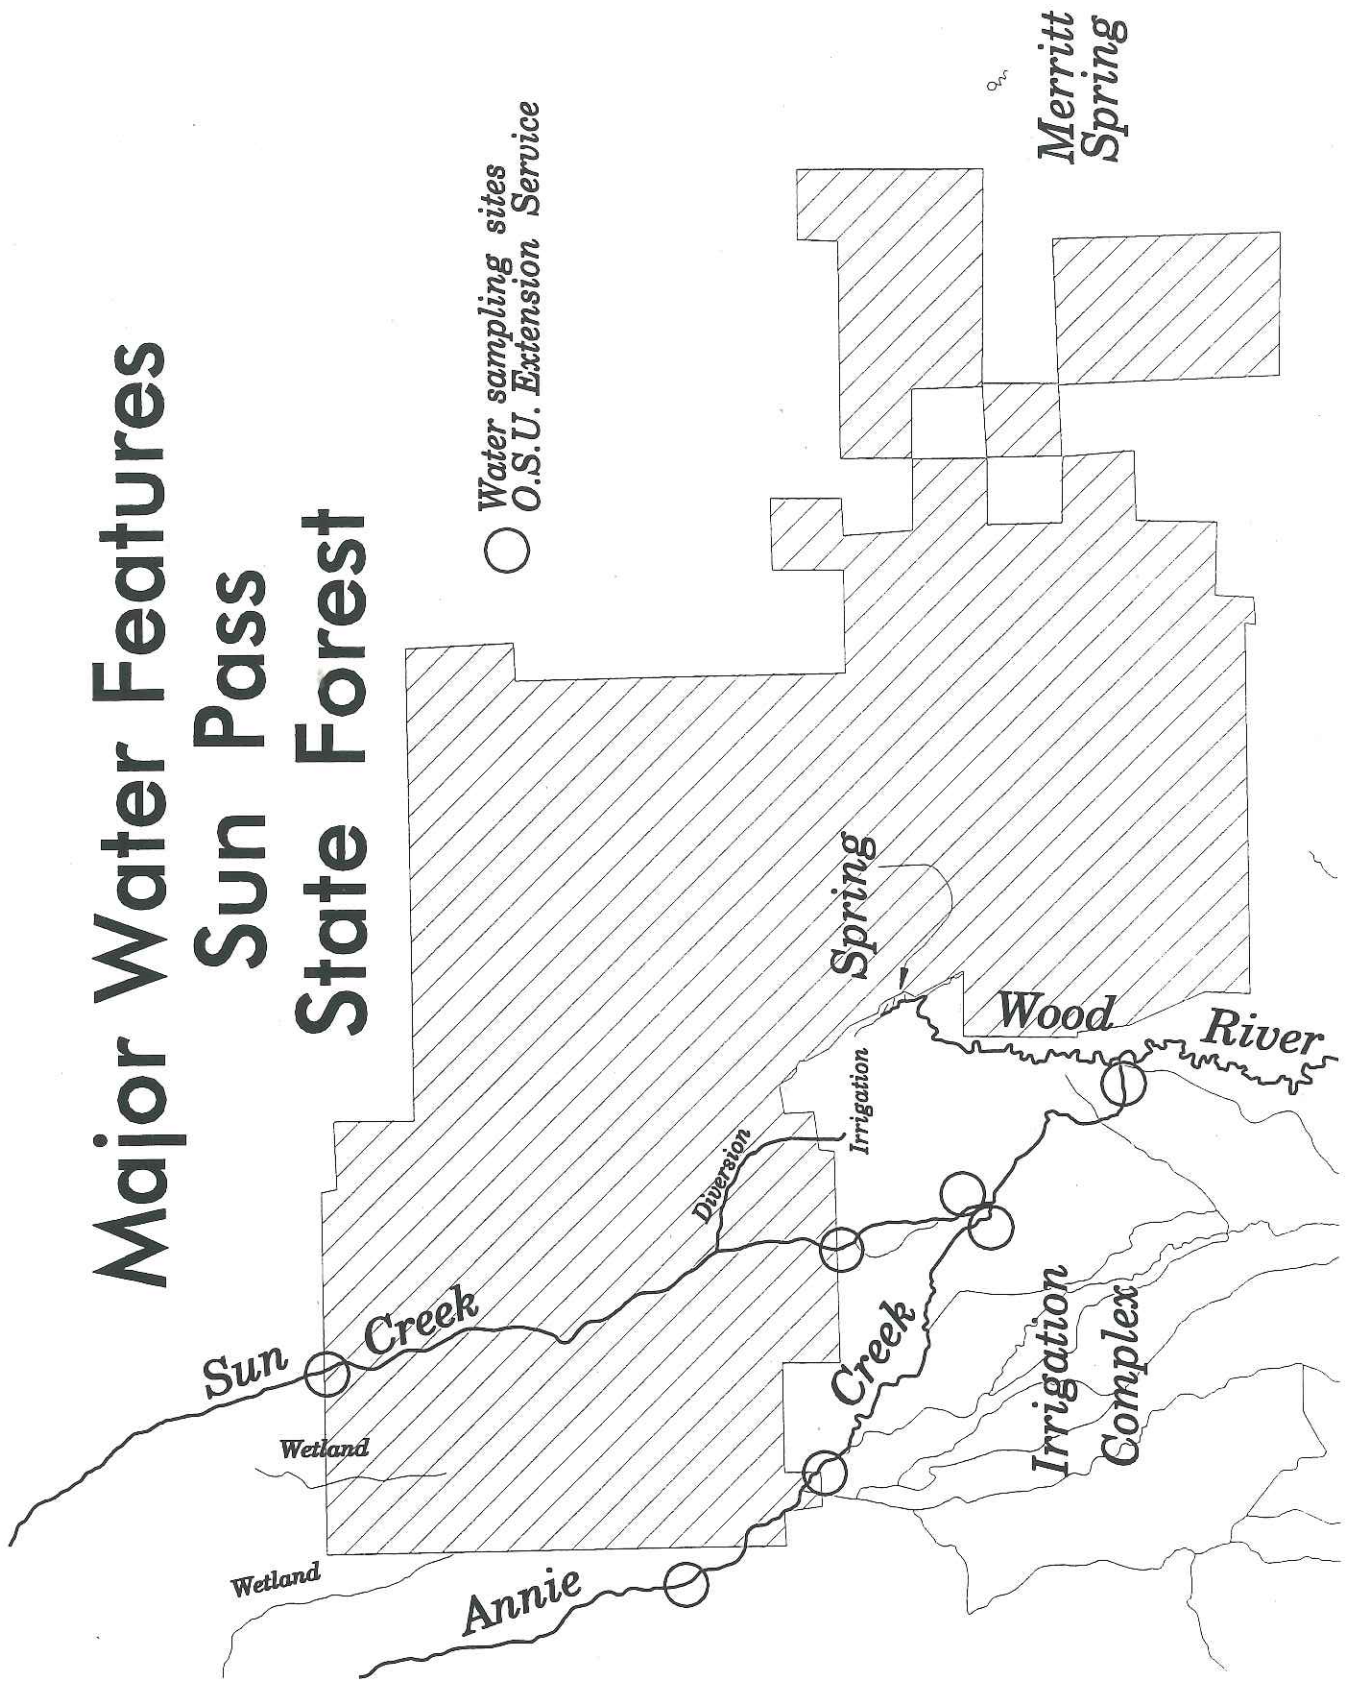 Major Water Features
Sun Pass
State Forest
Water sampling sites
O.S.U. Extension Service
Merritt
Spring
Sun
Creek
Wetland
Wetland
Annie
Creek
Diversion
Irrigation
Spring
Wood
River
Irrigation
Complex